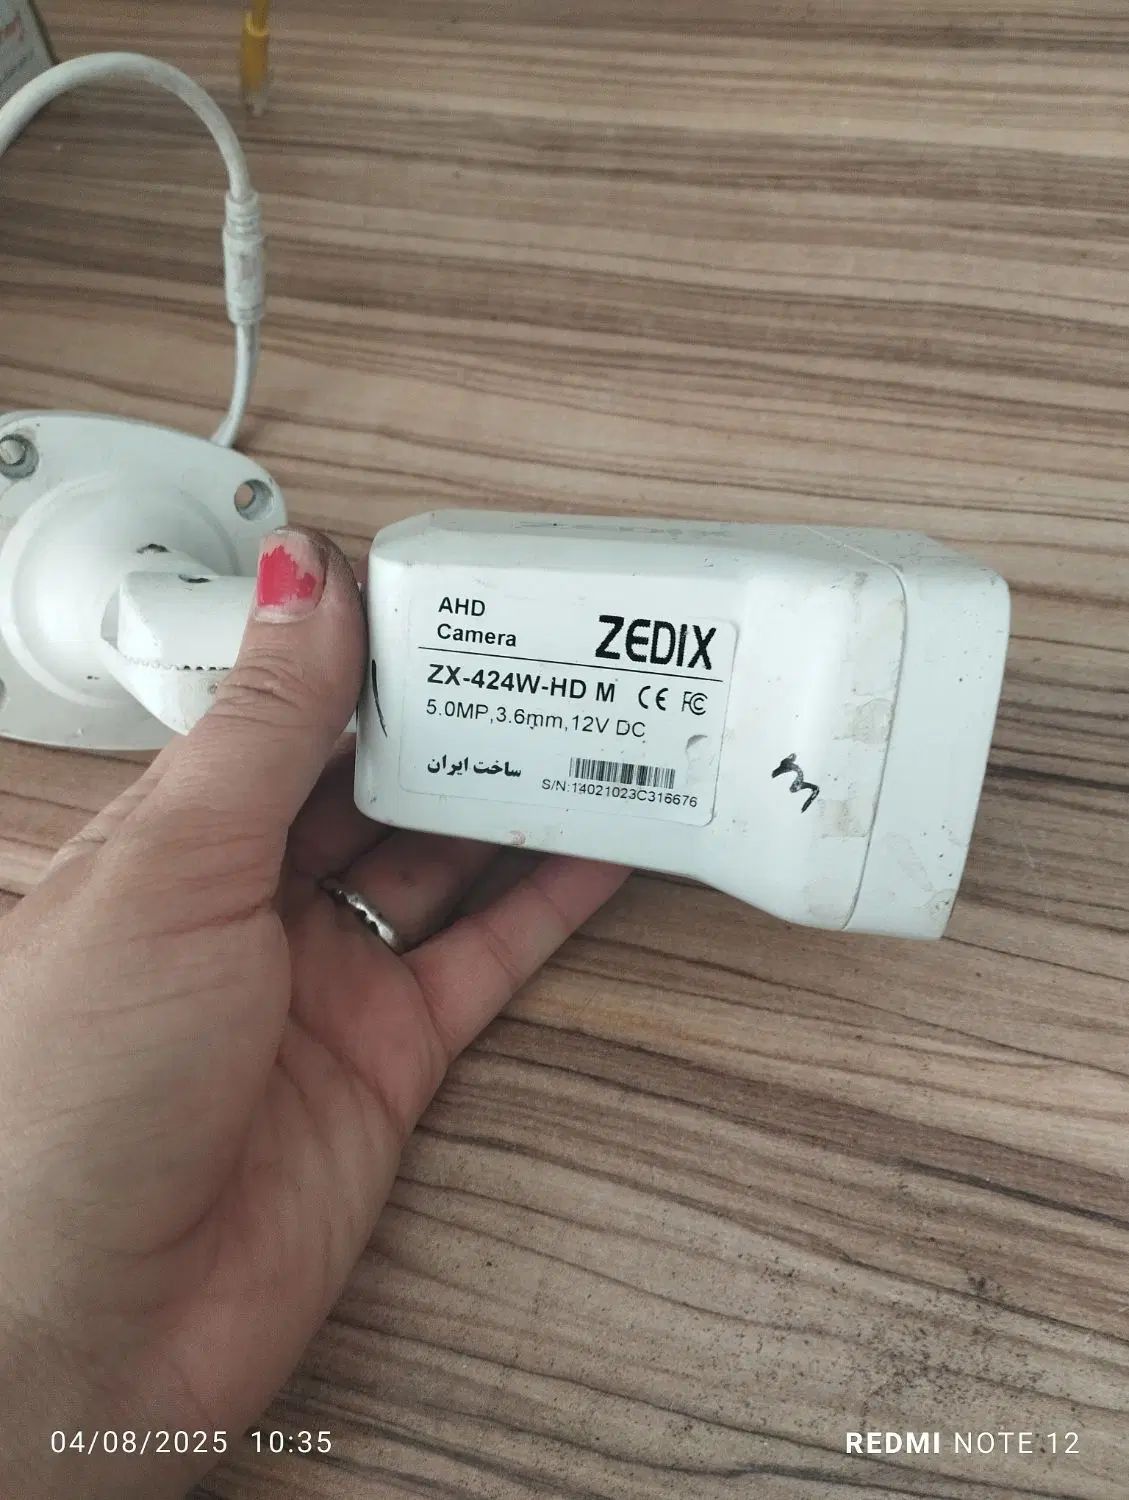 AHD
Camera
ZEDIX
ZX-424W-HD M CE FC
5.0MP,3.6mm,12V DC
ساخت ایران
S/N:14021023C316676
04/08/2025 10:35
REDMI NOTE 12